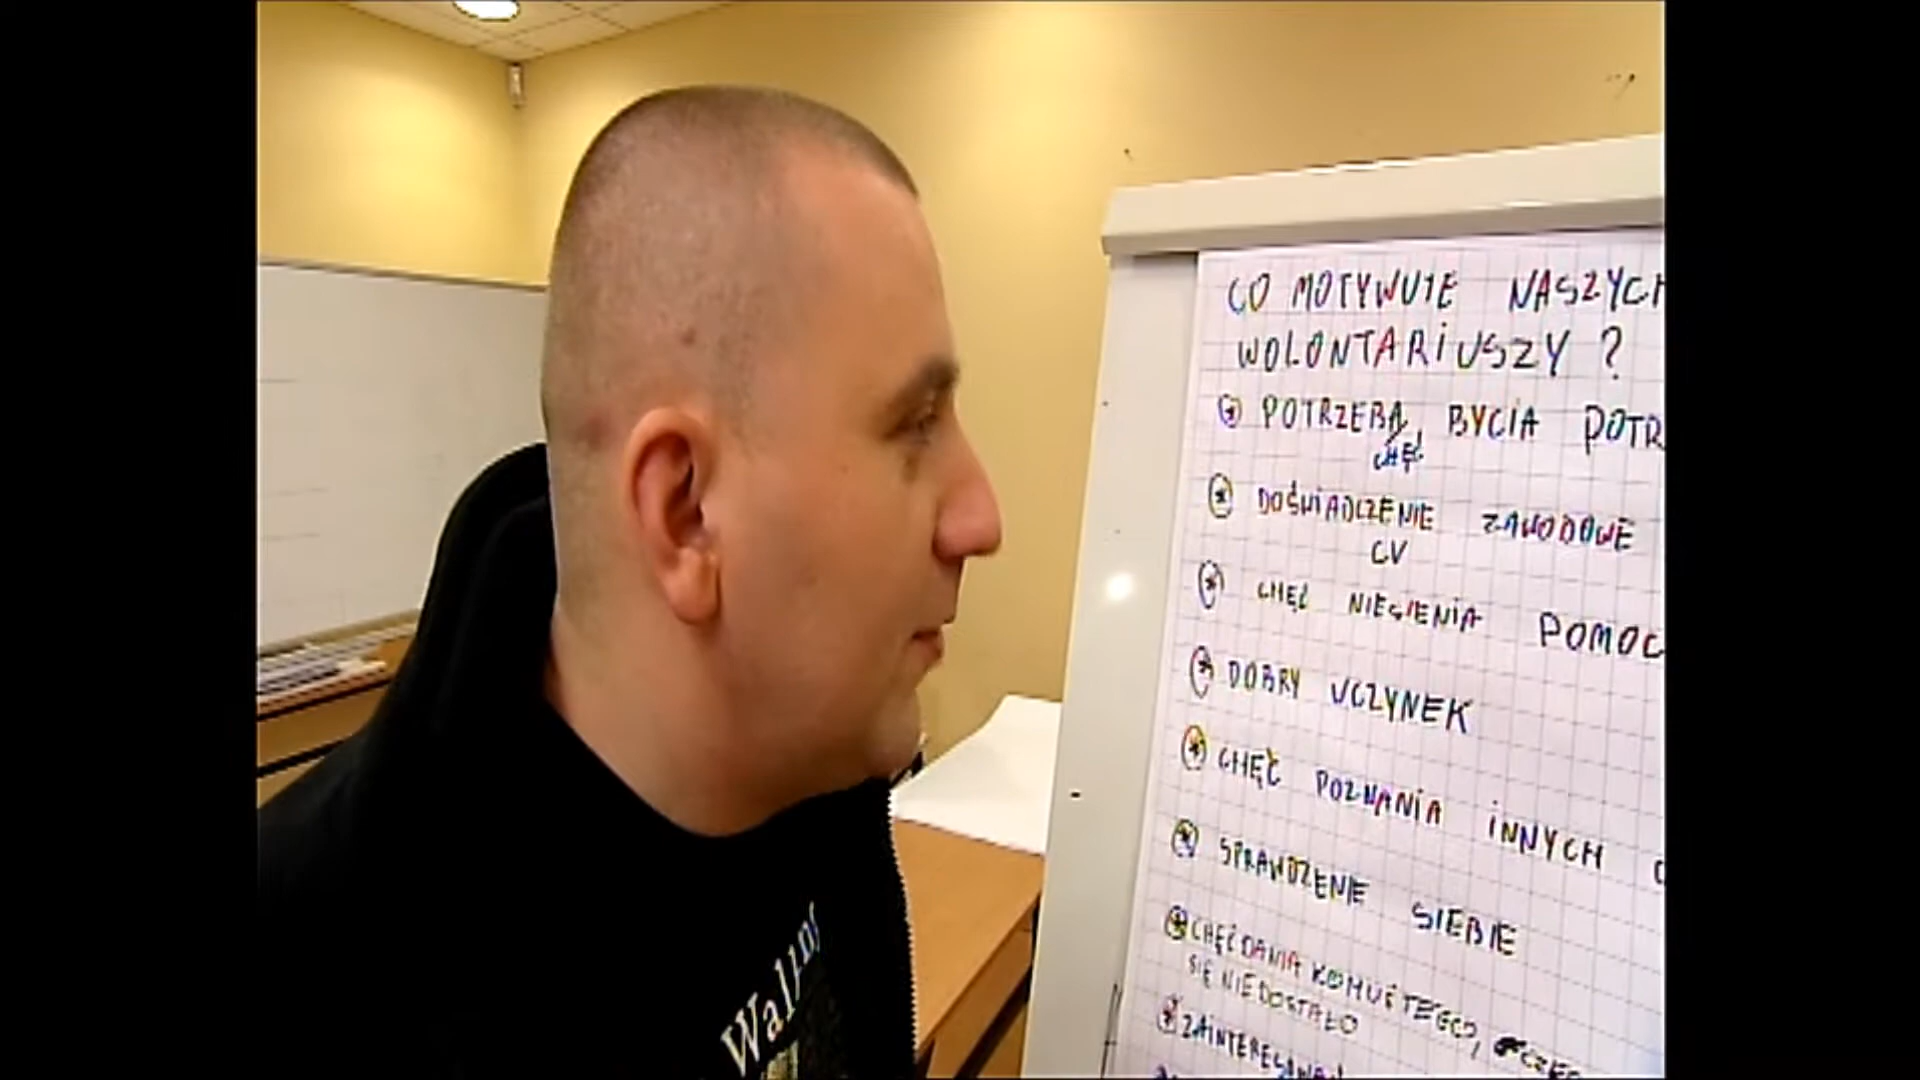 CO MOTYWUJE NASZYCH
WOLONTARIUSZY ?
POTRZEBA, BYCIA POTR
CHĘĆ
DOŚWIADCZENIE ZAWODOWE
CV
CHĘĆ NIESIENIA POMOC
DOBRY UCZYNEK
CHĘĆ POZNANIA INNYCH
SPRAWDZENIE SIEBIE
CHĘĆ DANIA KOMUŚ TEGO,
SIĘ NIE DOSTAŁO